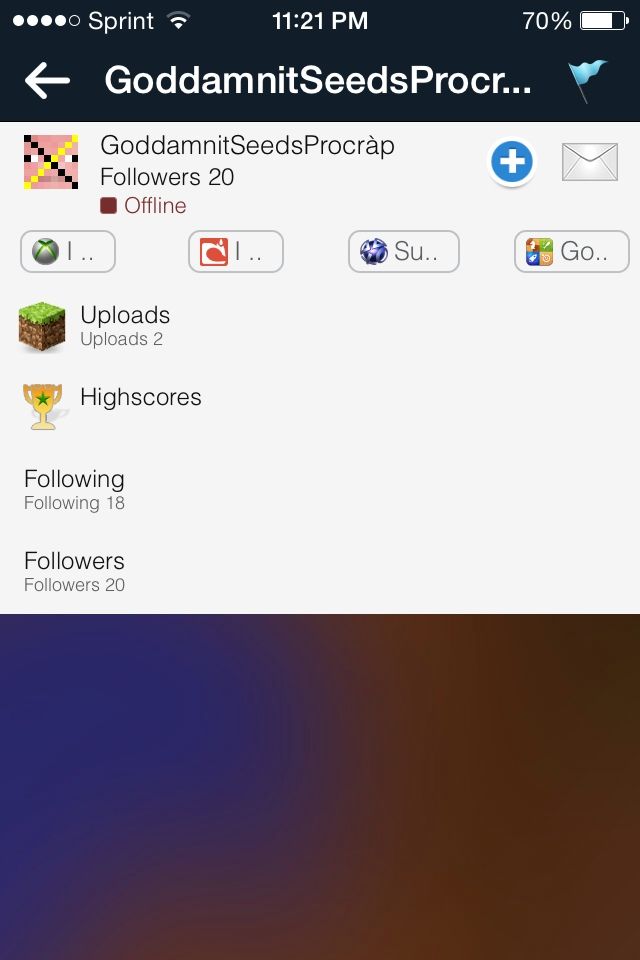 Sprint 11:21 PM 70%
GoddamnitSeedsProcr...
GoddamnitSeedsProcràp
Followers 20
Offline
I .. I .. Su.. Go..
Uploads
Uploads 2
Highscores
Following
Following 18
Followers
Followers 20